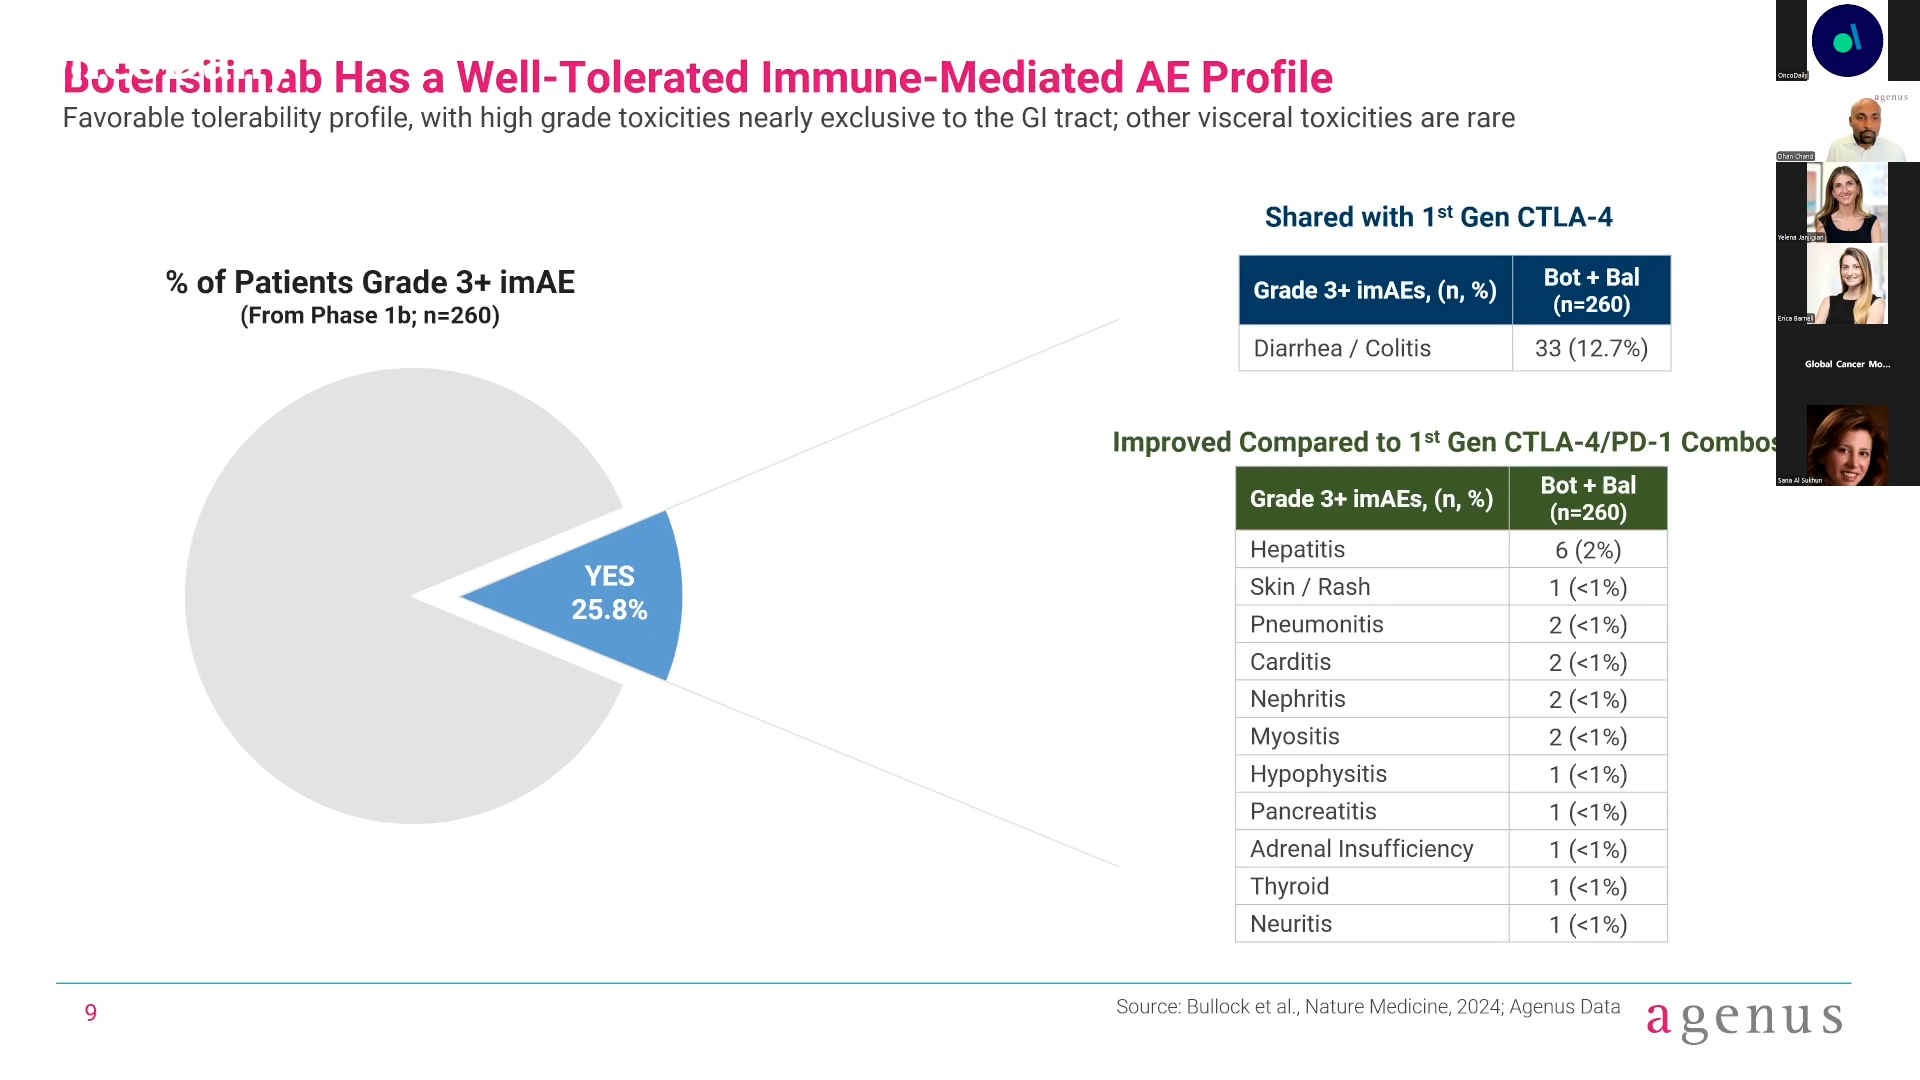 Botensilimab Has a Well-Tolerated Immune-Mediated AE Profile
Favorable tolerability profile, with high grade toxicities nearly exclusive to the GI tract; other visceral toxicities are rare
% of Patients Grade 3+ imAE
(From Phase 1b; n=260)
YES
25.8%
Shared with 1st Gen CTLA-4
Grade 3+ imAEs, (n, %) Bot + Bal (n=260)
Diarrhea / Colitis 33 (12.7%)
Improved Compared to 1st Gen CTLA-4/PD-1 Combos
Grade 3+ imAEs, (n, %) Bot + Bal (n=260)
Hepatitis 6 (2%)
Skin / Rash 1 (<1%)
Pneumonitis 2 (<1%)
Carditis 2 (<1%)
Nephritis 2 (<1%)
Myositis 2 (<1%)
Hypophysitis 1 (<1%)
Pancreatitis 1 (<1%)
Adrenal Insufficiency 1 (<1%)
Thyroid 1 (<1%)
Neuritis 1 (<1%)
9
Source: Bullock et al., Nature Medicine, 2024; Agenus Data
agenus
OncoDaily
agenus
Dhan Chand
Yelena Janjigian
Erica Barnell
Global Cancer Mo...
Sana Al Sukhun